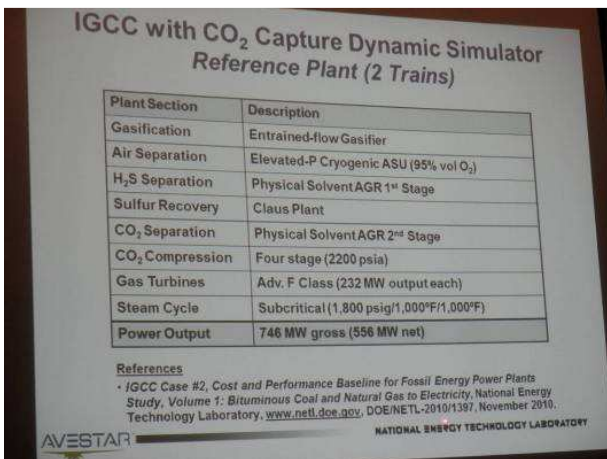 IGCC with CO₂ Capture Dynamic Simulator
Reference Plant (2 Trains)
Plant Section Description
Gasification Entrained-flow Gasifier
Air Separation Elevated-P Cryogenic ASU (95% vol O₂)
H₂S Separation Physical Solvent AGR 1st Stage
Sulfur Recovery Claus Plant
CO₂ Separation Physical Solvent AGR 2nd Stage
CO₂ Compression Four stage (2200 psia)
Gas Turbines Adv. F Class (232 MW output each)
Steam Cycle Subcritical (1,800 psig/1,000ºF/1,000ºF)
Power Output 746 MW gross (556 MW net)
References
• IGCC Case #2, Cost and Performance Baseline for Fossil Energy Power Plants
Study, Volume 1: Bituminous Coal and Natural Gas to Electricity, National Energy
Technology Laboratory, www.netl.doe.gov, DOE/NETL-2010/1397, November 2010.
AVESTAR NATIONAL ENERGY TECHNOLOGY LABORATORY